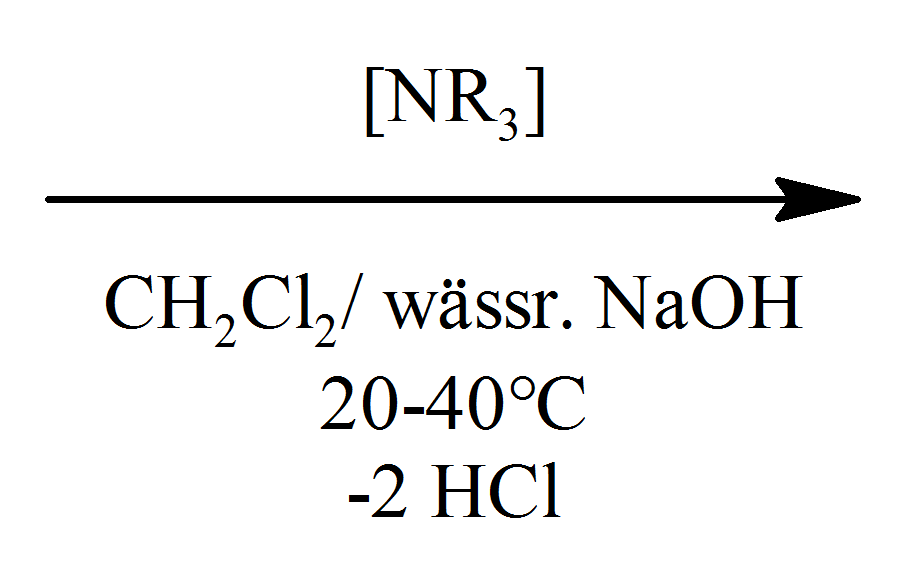 [NR₃]
CH₂Cl₂/ wässr. NaOH
20-40°C
-2 HCl